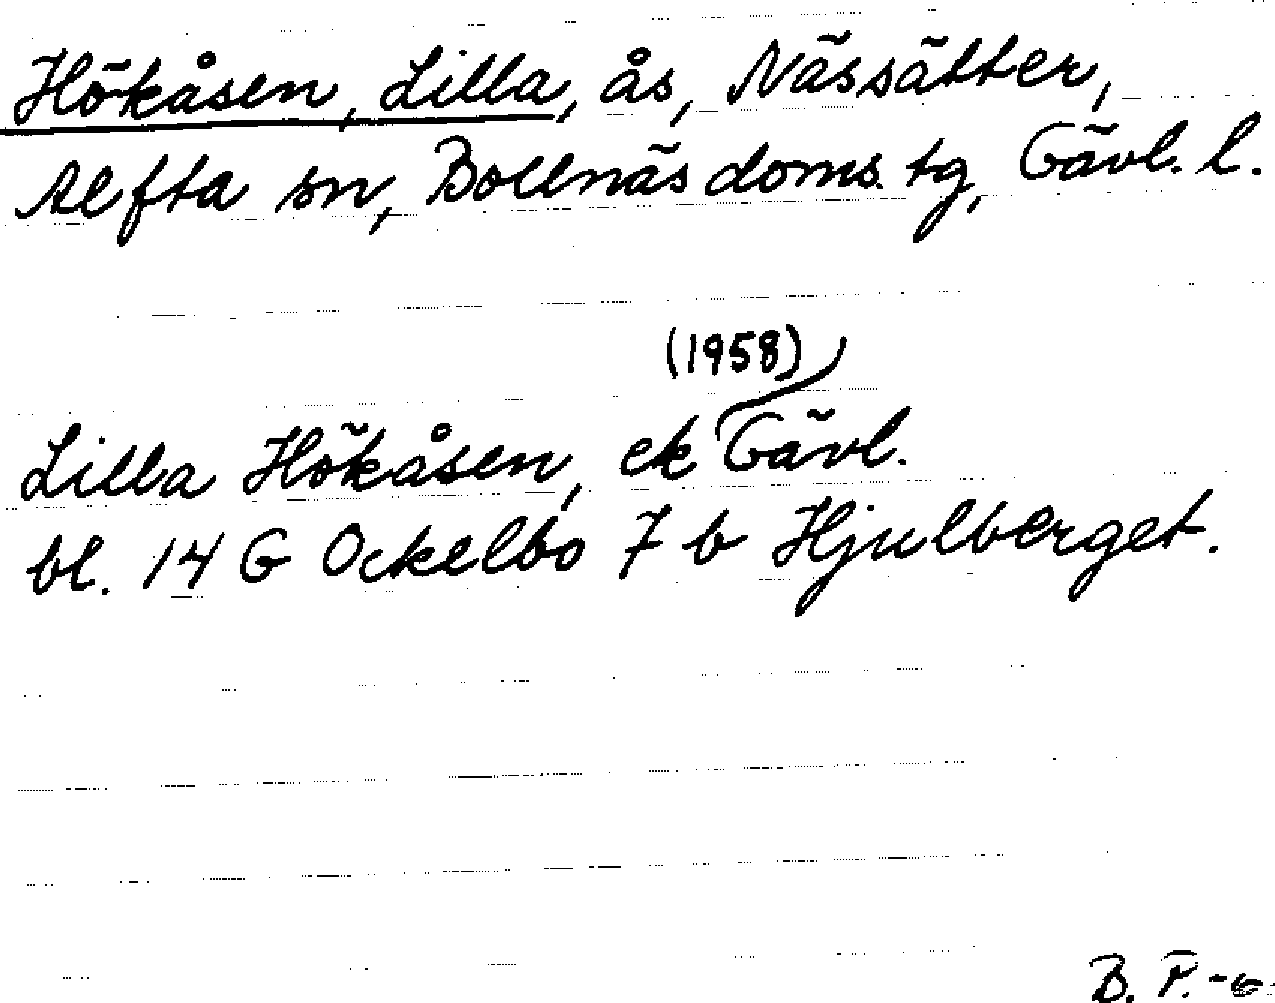 Hökåsen, Lilla, ås, Nässätter,
Alfta sn, Bollnäs doms. tg, Gävl. l.
(1958)
Lilla Hökåsen, ek Gävl.
bl. 14 G Ockelbo 7 b Hjulberget.
B. P.